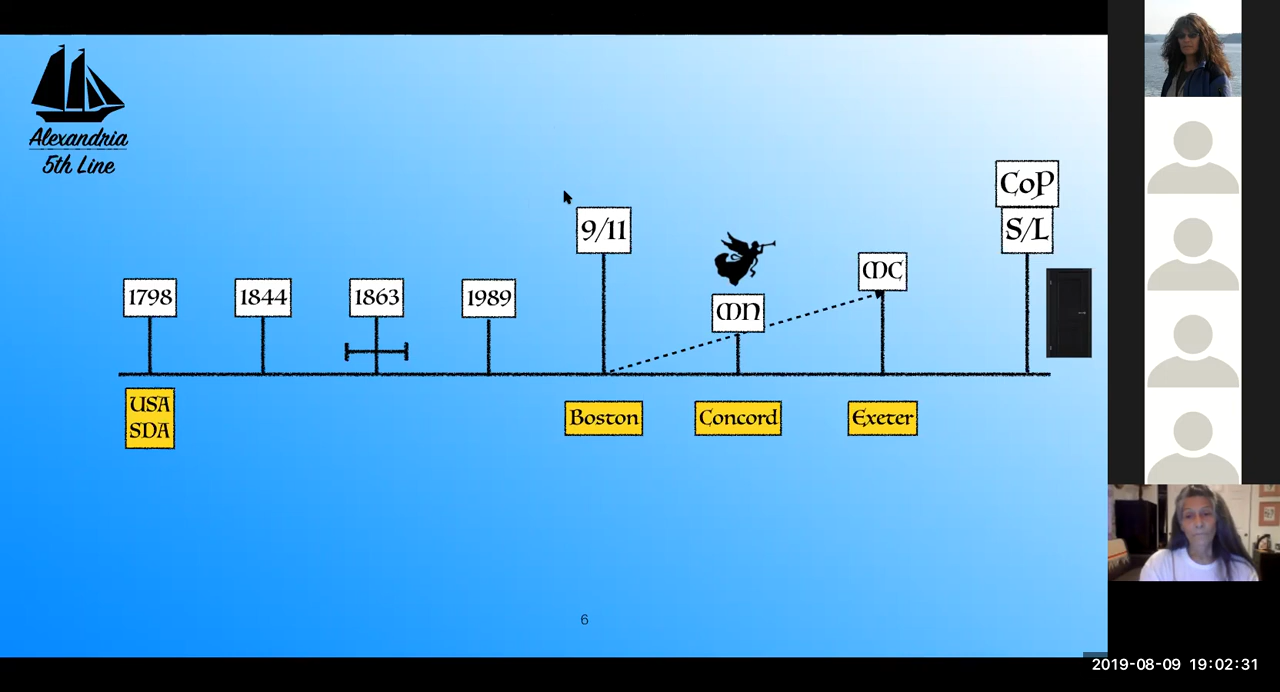 Alexandria
5th Line
CoP
9/11
S/L
MC
1798
1844
1863
1989
MN
USA
SDA
Boston
Concord
Exeter
6
2019-08-09 19:02:31